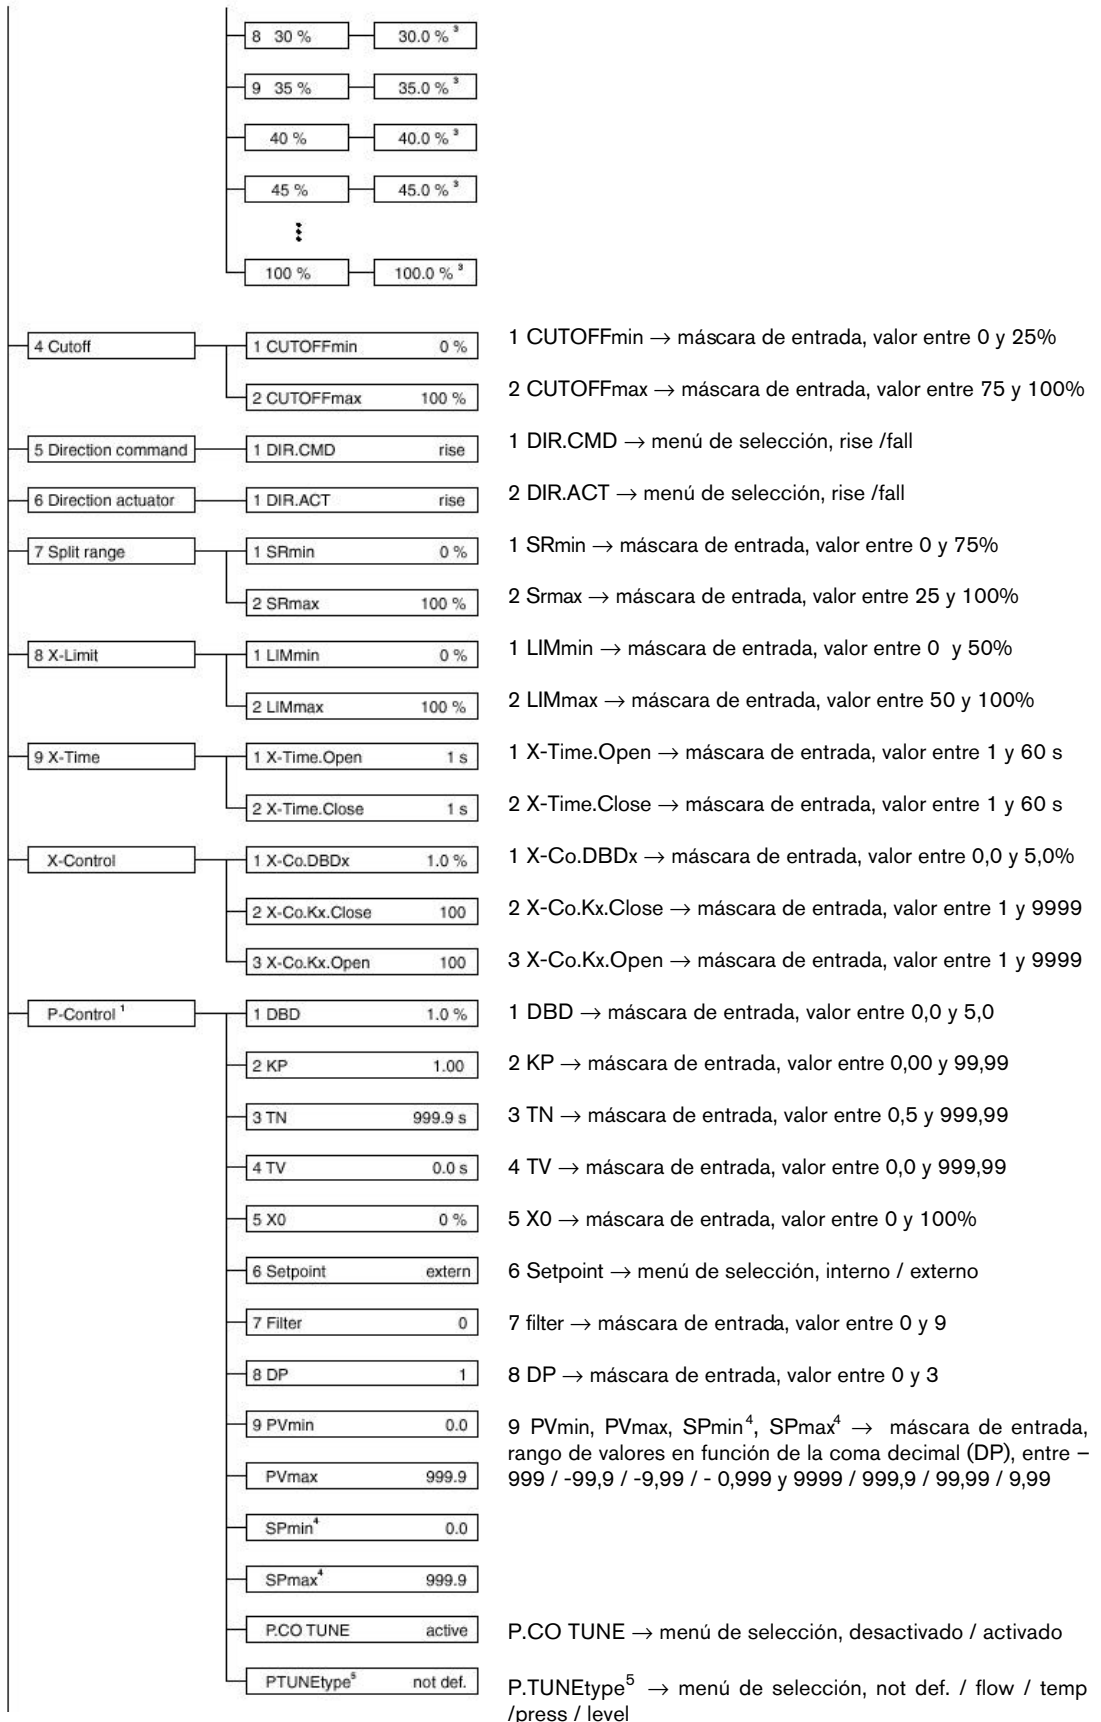 8 30 % 30.0 % ³
9 35 % 35.0 % ³
40 % 40.0 % ³
45 % 45.0 % ³
100 % 100.0 % ³
4 Cutoff 1 CUTOFFmin 0 % 1 CUTOFFmin → máscara de entrada, valor entre 0 y 25%
2 CUTOFFmax 100 % 2 CUTOFFmax → máscara de entrada, valor entre 75 y 100%
5 Direction command 1 DIR.CMD rise 1 DIR.CMD → menú de selección, rise /fall
6 Direction actuator 1 DIR.ACT rise 2 DIR.ACT → menú de selección, rise /fall
7 Split range 1 SRmin 0 % 1 SRmin → máscara de entrada, valor entre 0 y 75%
2 SRmax 100 % 2 Srmax → máscara de entrada, valor entre 25 y 100%
8 X-Limit 1 LIMmin 0 % 1 LIMmin → máscara de entrada, valor entre 0 y 50%
2 LIMmax 100 % 2 LIMmax → máscara de entrada, valor entre 50 y 100%
9 X-Time 1 X-Time.Open 1 s 1 X-Time.Open → máscara de entrada, valor entre 1 y 60 s
2 X-Time.Close 1 s 2 X-Time.Close → máscara de entrada, valor entre 1 y 60 s
X-Control 1 X-Co.DBDx 1.0 % 1 X-Co.DBDx → máscara de entrada, valor entre 0,0 y 5,0%
2 X-Co.Kx.Close 100 2 X-Co.Kx.Close → máscara de entrada, valor entre 1 y 9999
3 X-Co.Kx.Open 100 3 X-Co.Kx.Open → máscara de entrada, valor entre 1 y 9999
P-Control ¹ 1 DBD 1.0 % 1 DBD → máscara de entrada, valor entre 0,0 y 5,0
2 KP 1.00 2 KP → máscara de entrada, valor entre 0,00 y 99,99
3 TN 999.9 s 3 TN → máscara de entrada, valor entre 0,5 y 999,99
4 TV 0.0 s 4 TV → máscara de entrada, valor entre 0,0 y 999,99
5 X0 0 % 5 X0 → máscara de entrada, valor entre 0 y 100%
6 Setpoint extern 6 Setpoint → menú de selección, interno / externo
7 Filter 0 7 filter → máscara de entrada, valor entre 0 y 9
8 DP 1 8 DP → máscara de entrada, valor entre 0 y 3
9 PVmin 0.0 9 PVmin, PVmax, SPmin⁴, SPmax⁴ → máscara de entrada,
rango de valores en función de la coma decimal (DP), entre –
PVmax 999.9 999 / -99,9 / -9,99 / - 0,999 y 9999 / 999,9 / 99,99 / 9,99
SPmin⁴ 0.0
SPmax⁴ 999.9
P.CO TUNE active P.CO TUNE → menú de selección, desactivado / activado
PTUNEtype⁵ not def. P.TUNEtype⁵ → menú de selección, not def. / flow / temp
/press / level